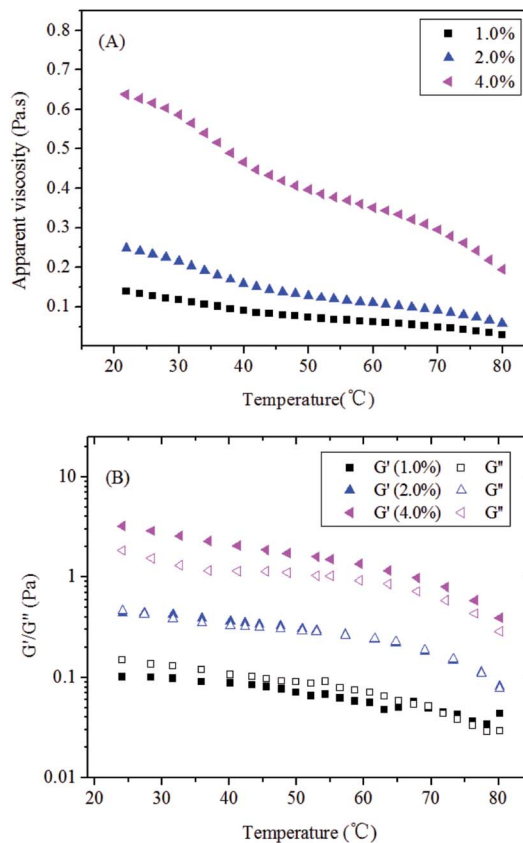 (A)
1.0%
2.0%
4.0%
0.8
0.7
0.6
0.5
0.4
0.3
0.2
0.1
Apparent viscosity (Pa.s)
20 30 40 50 60 70 80
Temperature(℃)
(B)
G' (1.0%) G''
G' (2.0%) G''
G' (4.0%) G''
10
1
0.1
0.01
G'/G'' (Pa)
20 30 40 50 60 70 80
Temperature (℃)